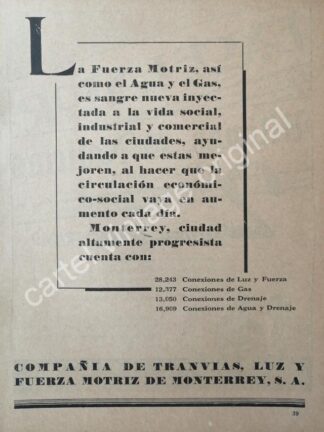 La Fuerza Motriz, así
como el Agua y el Gas,
es sangre nueva inyec-
tada a la vida social,
industrial y comercial
de las ciudades, ayu-
dando a que estas me-
joren, al hacer que la
circulación económi-
co-social vaya en au-
mento cada día.
Monterrey, ciudad
altamente progresista
cuenta con:
28,243 Conexiones de Luz y Fuerza
12,377 Conexiones de Gas
13,050 Conexiones de Drenaje
16,909 Conexiones de Agua y Drenaje
COMPAÑIA DE TRANVIAS, LUZ Y
FUERZA MOTRIZ DE MONTERREY, S. A.
39
cartel vintage original